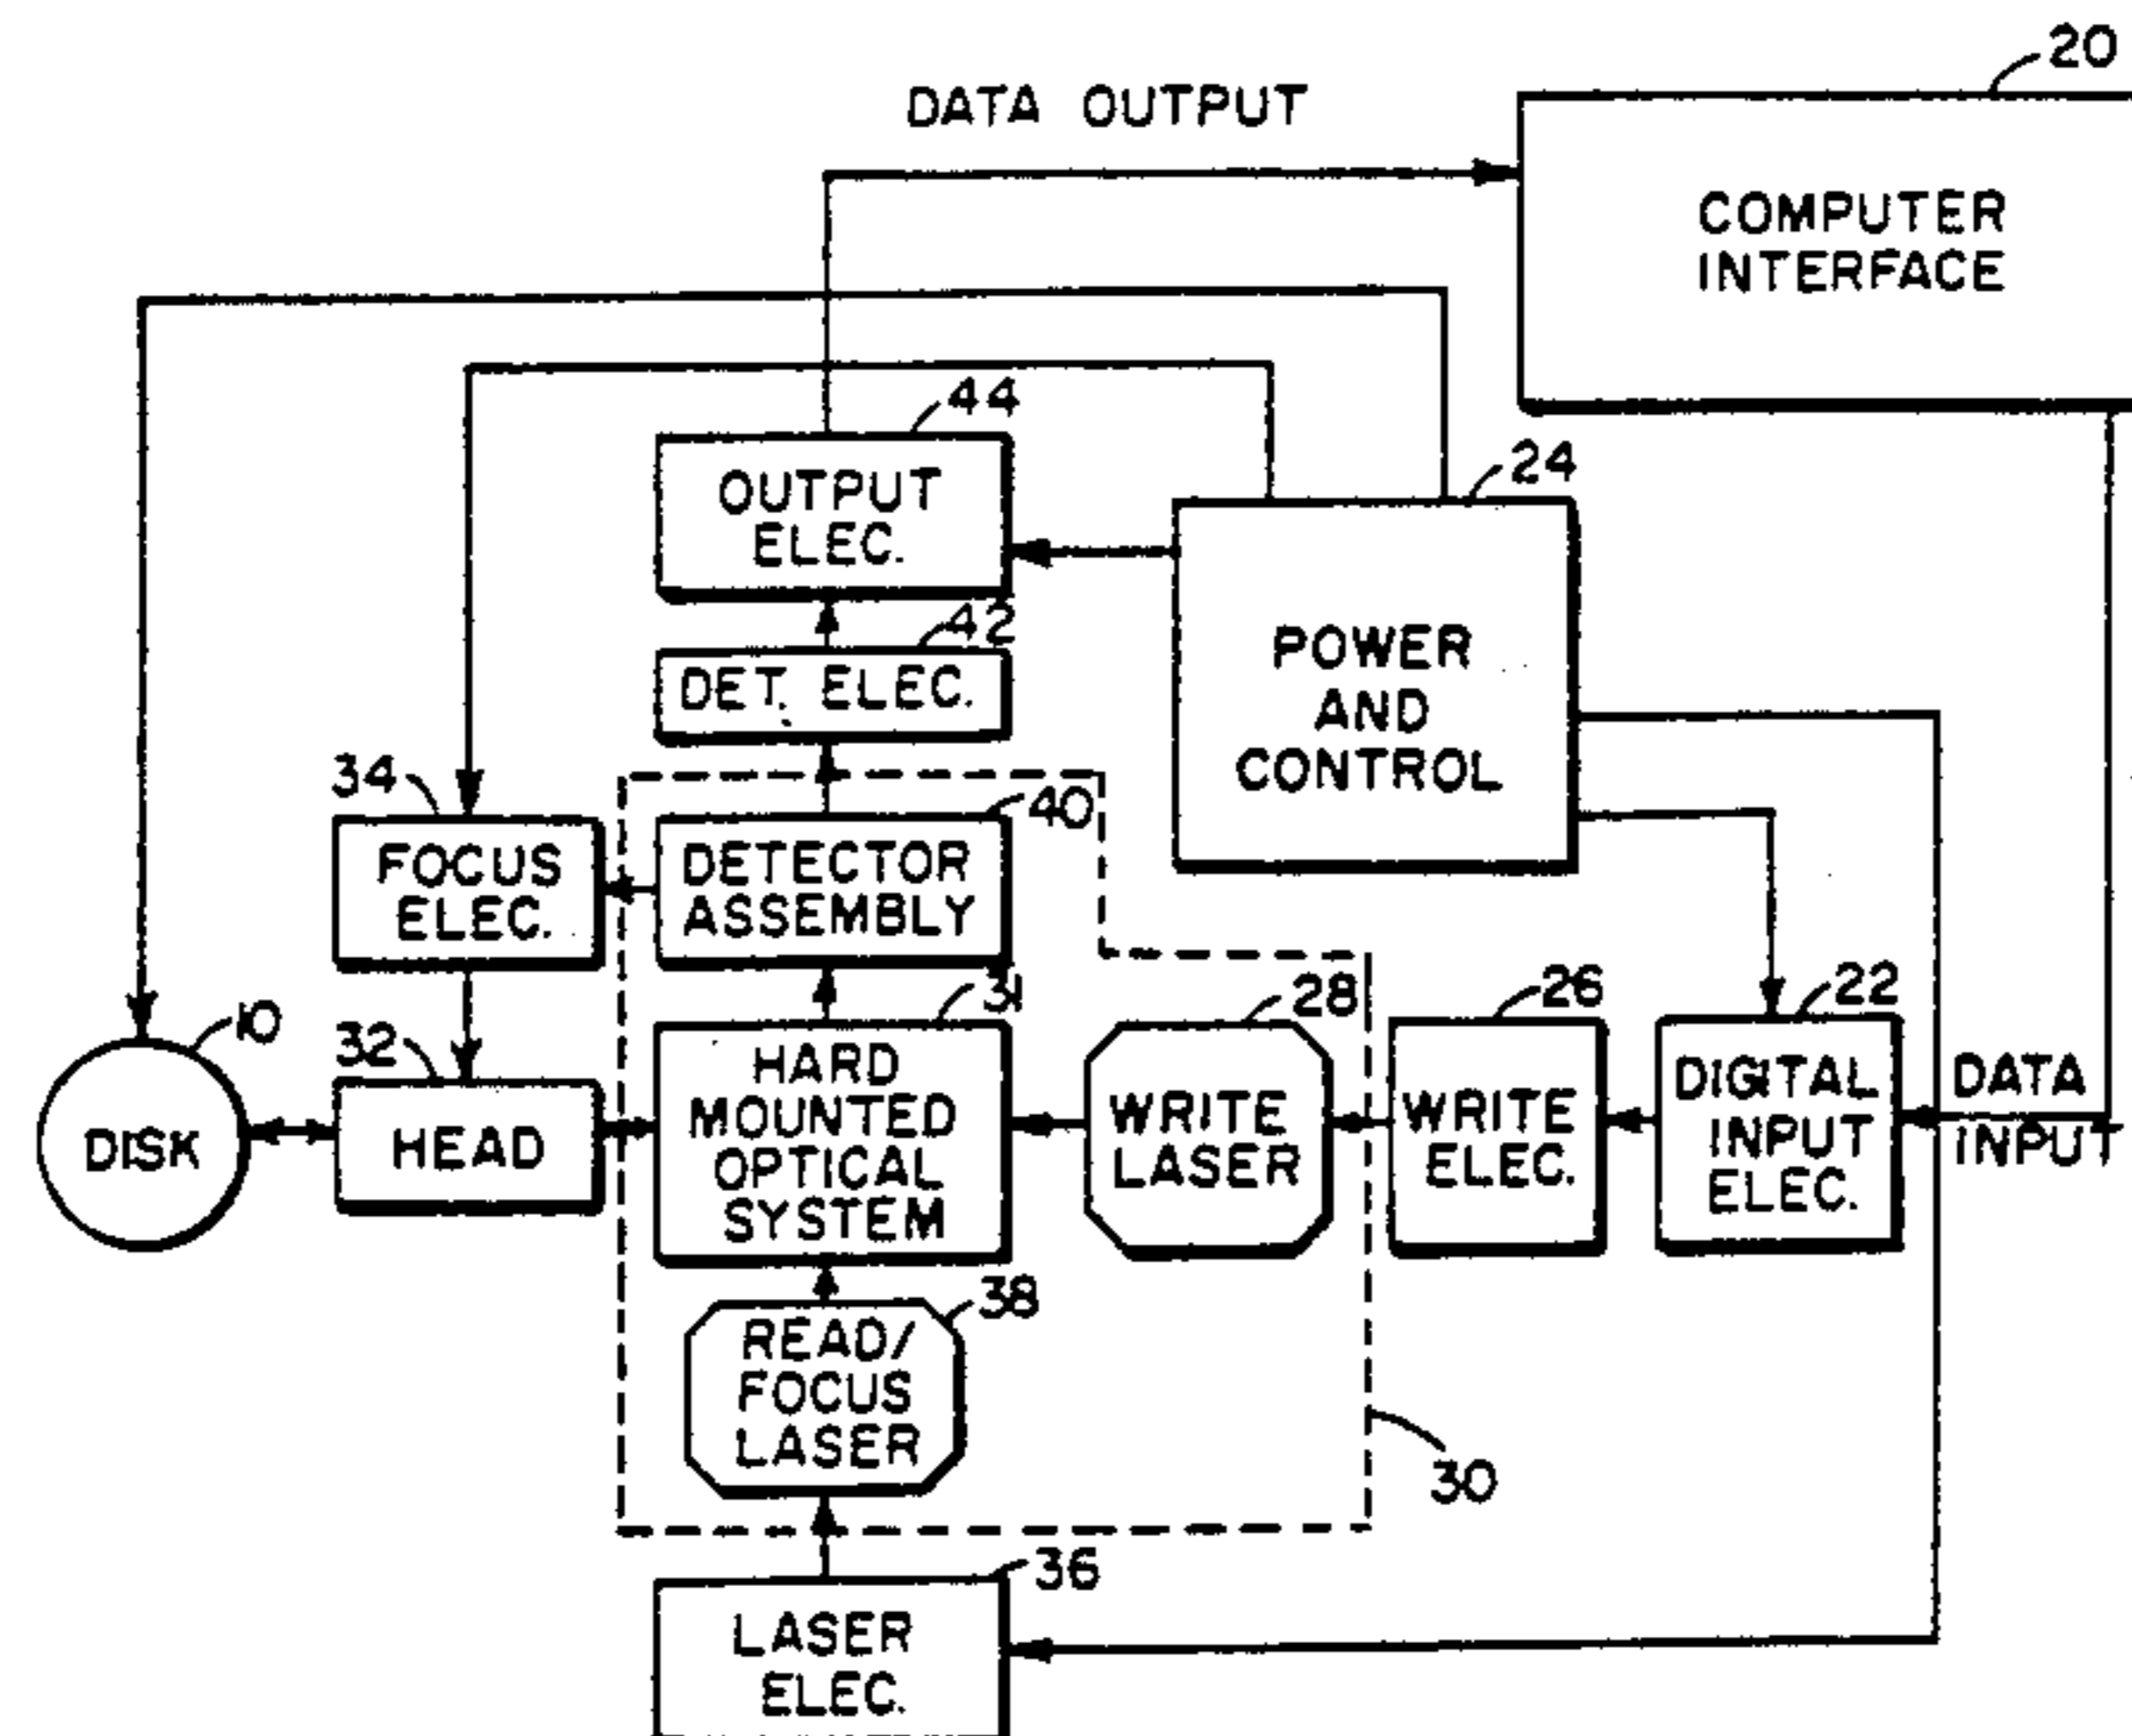 20
DATA OUTPUT
COMPUTER
INTERFACE
44
OUTPUT
ELEC.
24
POWER
AND
CONTROL
42
DET. ELEC.
34
FOCUS
ELEC.
40
DETECTOR
ASSEMBLY
10
DISK
32
HEAD
31
HARD
MOUNTED
OPTICAL
SYSTEM
28
WRITE
LASER
26
WRITE
ELEC.
22
DIGITAL
INPUT
ELEC.
DATA
INPUT
38
READ/
FOCUS
LASER
30
36
LASER
ELEC.